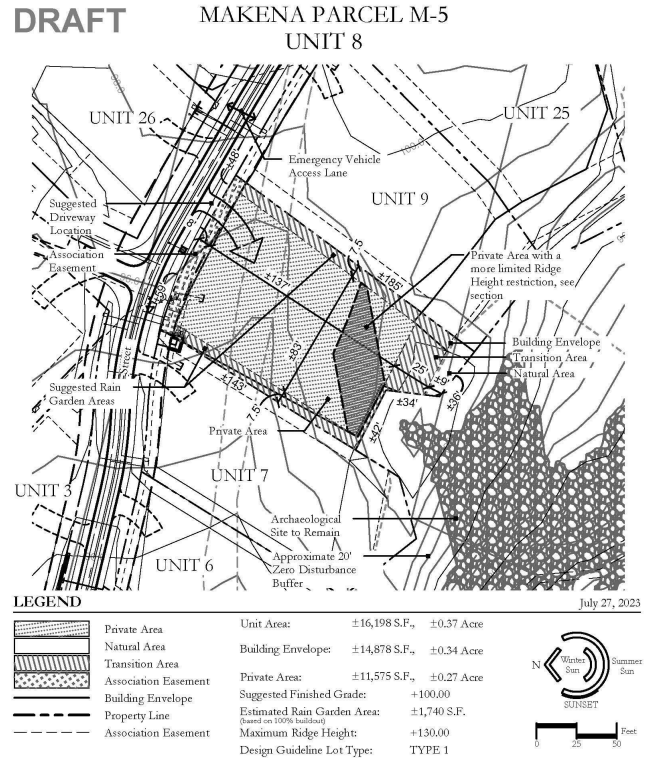 DRAFT
MAKENA PARCEL M-5
UNIT 8
UNIT 26
UNIT 25
100.0
±48'
Emergency Vehicle
Access Lane
UNIT 9
Suggested
Driveway
Location
8'
Association
Easement
5'
±137'
±185'
Private Area with a
more limited Ridge
Height restriction, see
section
±83'
Building Envelope
Transition Area
Natural Area
25'
±9'
±36'
±34'
Suggested Rain
Garden Areas
±143'
7.5'
±42'
Private Area
UNIT 7
UNIT 3
UNIT 6
Archaeological
Site to Remain
Approximate 20'
Zero Disturbance
Buffer
LEGEND
July 27, 2023
Private Area
Natural Area
Transition Area
Association Easement
Building Envelope
Property Line
Association Easement
Unit Area: ±16,198 S.F., ±0.37 Acre
Building Envelope: ±14,878 S.F., ±0.34 Acre
Private Area: ±11,575 S.F., ±0.27 Acre
Suggested Finished Grade: +100.00
Estimated Rain Garden Area: ±1,740 S.F.
(based on 100% buildout)
Maximum Ridge Height: +130.00
Design Guideline Lot Type: TYPE 1
N
Winter
Sun
Summer
Sun
SUNSET
Feet
0 25 50